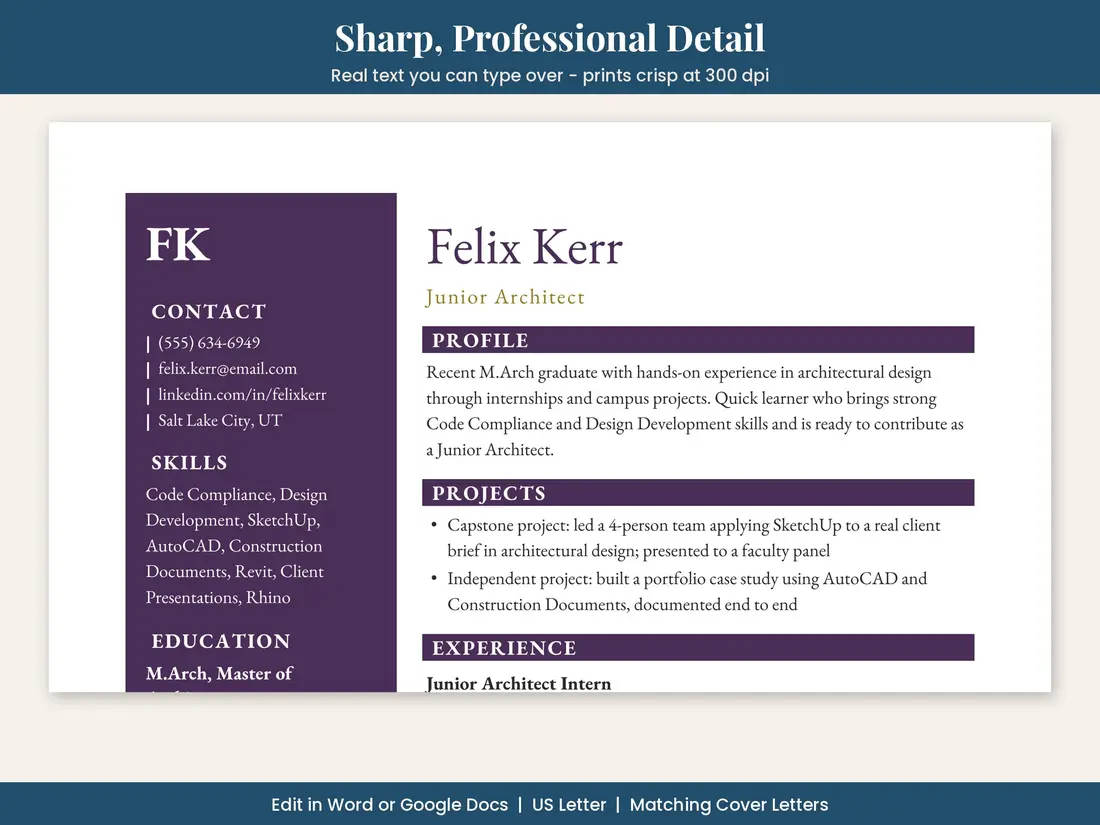 Sharp, Professional Detail
Real text you can type over - prints crisp at 300 dpi
FK
CONTACT
| (555) 634-6949
| felix.kerr@email.com
| linkedin.com/in/felixkerr
| Salt Lake City, UT
SKILLS
Code Compliance, Design
Development, SketchUp,
AutoCAD, Construction
Documents, Revit, Client
Presentations, Rhino
EDUCATION
M.Arch, Master of
Felix Kerr
Junior Architect
PROFILE
Recent M.Arch graduate with hands-on experience in architectural design
through internships and campus projects. Quick learner who brings strong
Code Compliance and Design Development skills and is ready to contribute as
a Junior Architect.
PROJECTS
• Capstone project: led a 4-person team applying SketchUp to a real client
brief in architectural design; presented to a faculty panel
• Independent project: built a portfolio case study using AutoCAD and
Construction Documents, documented end to end
EXPERIENCE
Junior Architect Intern
Edit in Word or Google Docs | US Letter | Matching Cover Letters